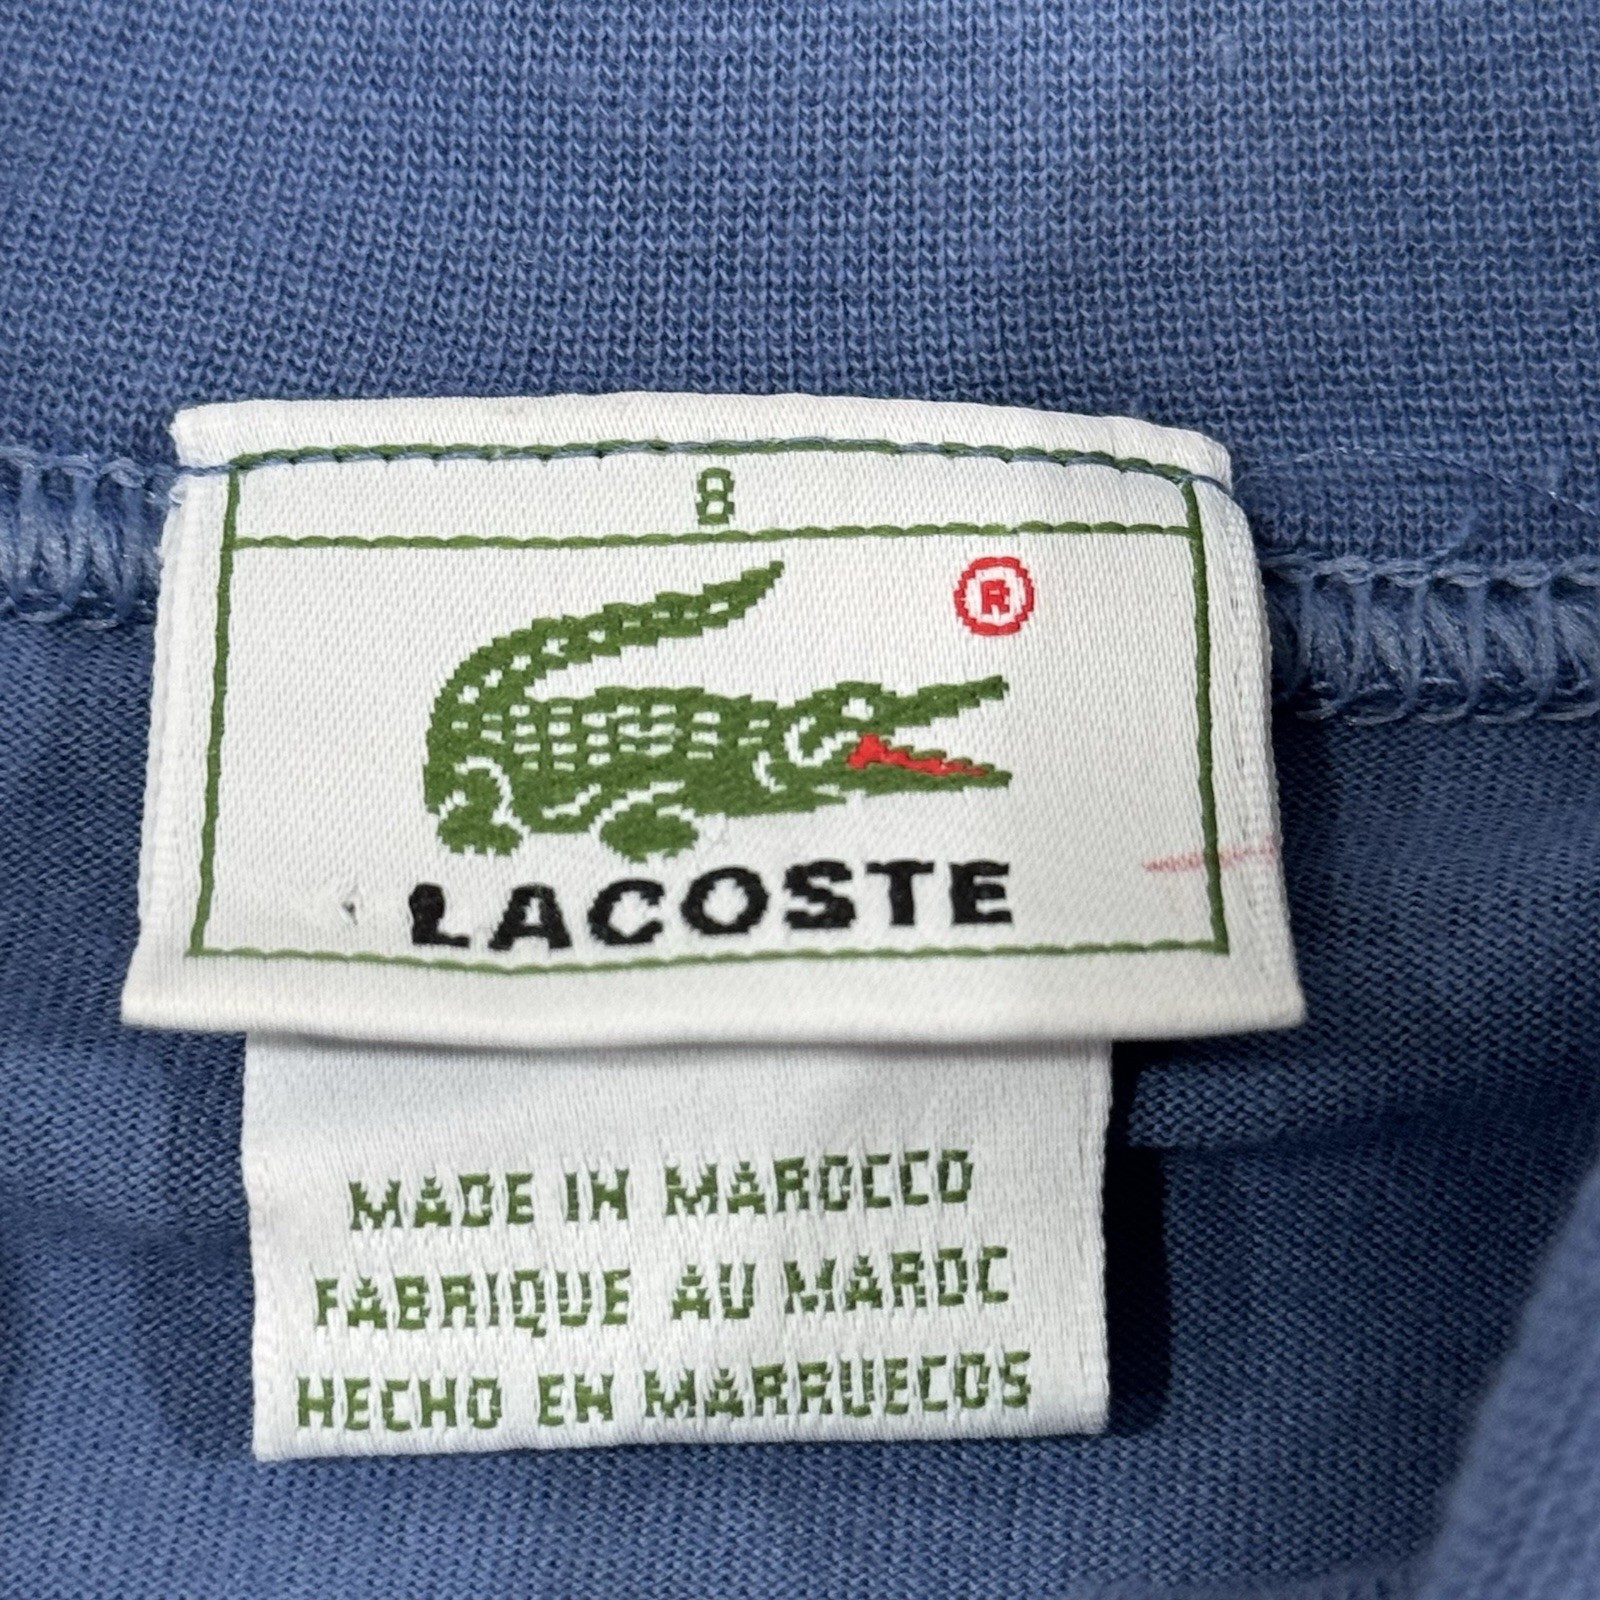 8
®
LACOSTE
MADE IN MAROCCO
FABRIQUE AU MAROC
HECHO EN MARRUECOS